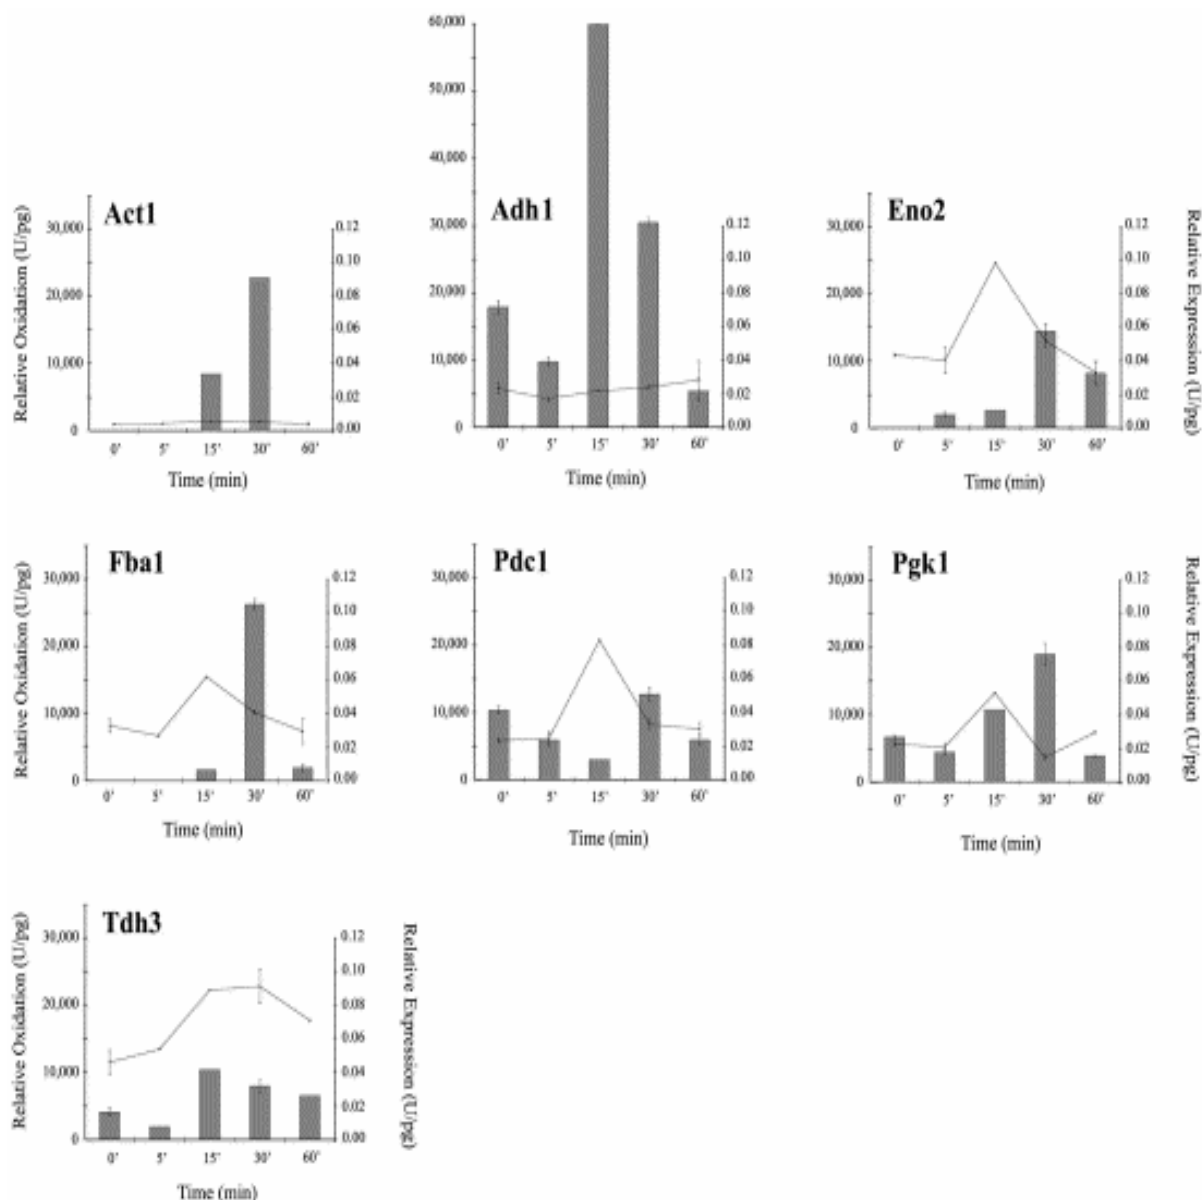 60,000
50,000
40,000
Act1
Adh1
Eno2
Relative Oxidation (U/pg)
30,000
20,000
10,000
0
0.12
0.10
0.08
0.06
0.04
0.02
0.00
0' 5' 15' 30' 60'
Time (min)
30,000
20,000
10,000
0
0.12
0.10
0.08
0.06
0.04
0.02
0.00
0' 5' 15' 30' 60'
Time (min)
30,000
20,000
10,000
0
0.12
0.10
0.08
0.06
0.04
0.02
0.00
Relative Expression (U/pg)
0' 5' 15' 30' 60'
Time (min)
Fba1
Pdc1
Pgk1
Relative Oxidation (U/pg)
30,000
20,000
10,000
0
0.12
0.10
0.08
0.06
0.04
0.02
0.00
0' 5' 15' 30' 60'
Time (min)
30,000
20,000
10,000
0
0.12
0.10
0.08
0.06
0.04
0.02
0.00
0' 5' 15' 30' 60'
Time (min)
30,000
20,000
10,000
0
0.12
0.10
0.08
0.06
0.04
0.02
0.00
Relative Expression (U/pg)
0' 5' 15' 30' 60'
Time (min)
Tdh3
Relative Oxidation (U/pg)
30,000
20,000
10,000
0
0.12
0.10
0.08
0.06
0.04
0.02
0.00
Relative Expression (U/pg)
0' 5' 15' 30' 60'
Time (min)